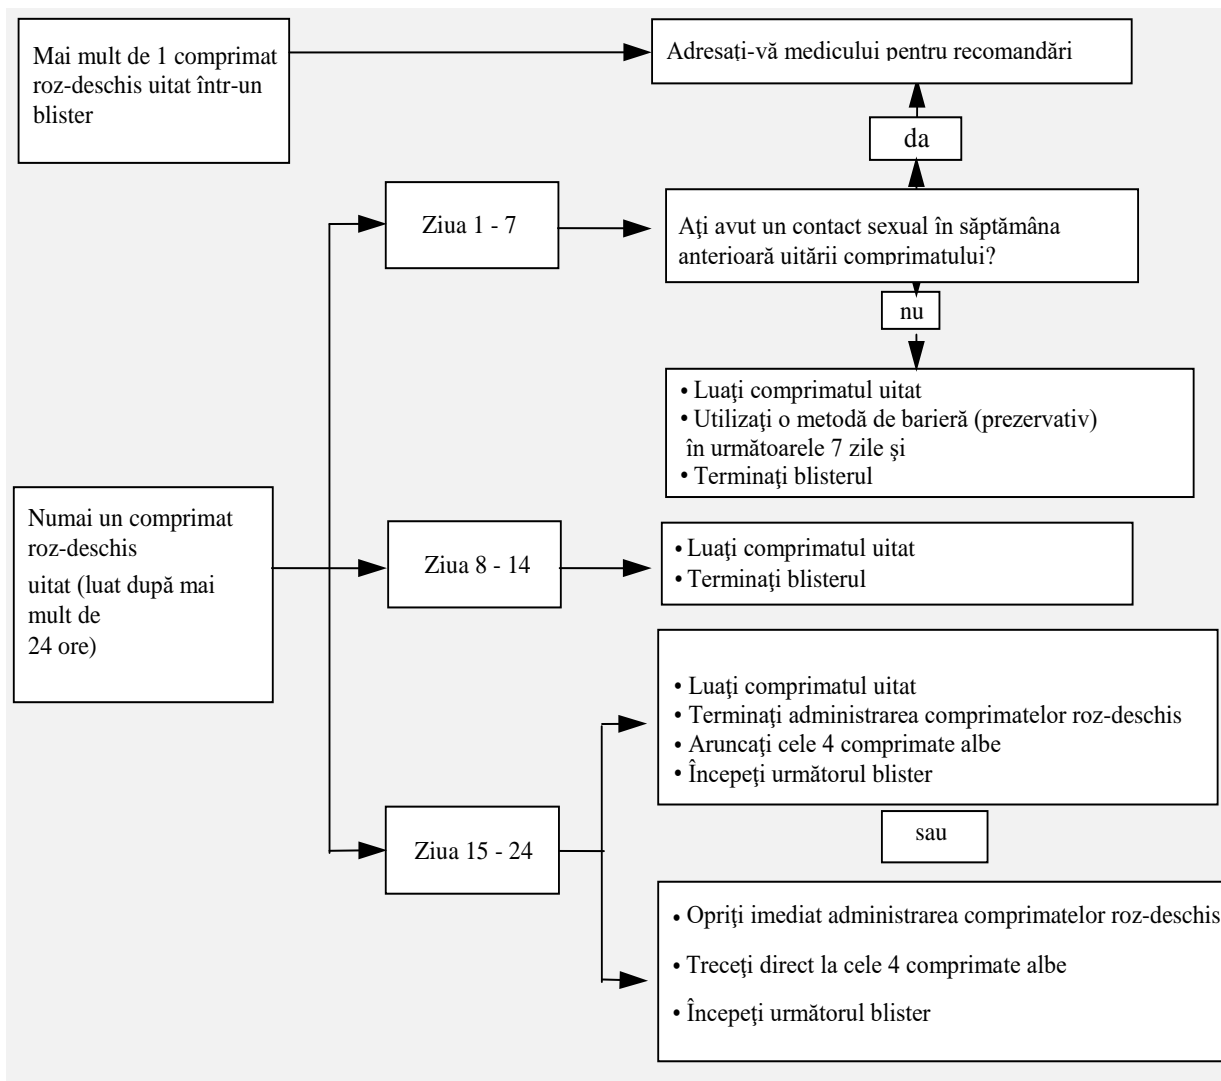 Mai mult de 1 comprimat
roz-deschis uitat într-un
blister
Adresați-vă medicului pentru recomandări
da
Ziua 1 - 7
Aţi avut un contact sexual în săptămâna
anterioară uitării comprimatului?
nu
• Luaţi comprimatul uitat
• Utilizaţi o metodă de barieră (prezervativ)
în următoarele 7 zile şi
• Terminaţi blisterul
Numai un comprimat
roz-deschis
uitat (luat după mai
mult de
24 ore)
Ziua 8 - 14
• Luaţi comprimatul uitat
• Terminaţi blisterul
• Luaţi comprimatul uitat
• Terminaţi administrarea comprimatelor roz-deschis
• Aruncaţi cele 4 comprimate albe
• Începeţi următorul blister
Ziua 15 - 24
sau
• Opriţi imediat administrarea comprimatelor roz-deschis
• Treceţi direct la cele 4 comprimate albe
• Începeţi următorul blister